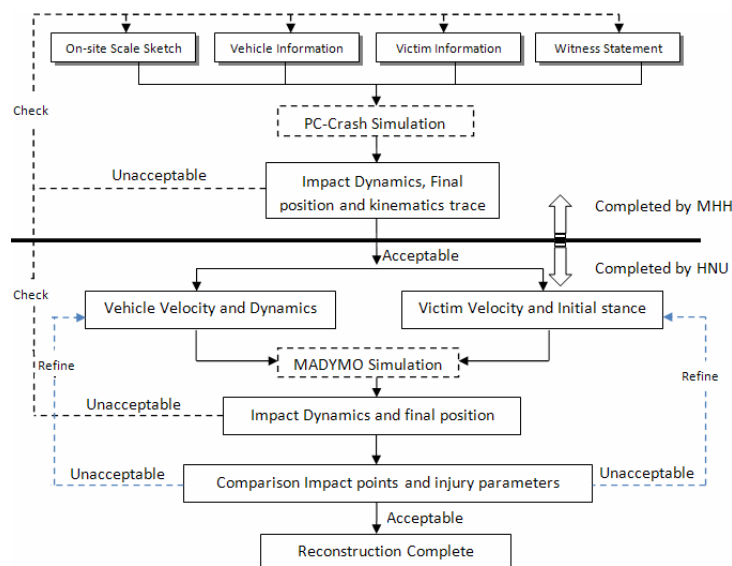 On-site Scale Sketch
Vehicle Information
Victim Information
Witness Statement
Check
PC-Crash Simulation
Unacceptable
Impact Dynamics, Final
position and kinematics trace
Completed by MHH
Acceptable
Completed by HNU
Check
Vehicle Velocity and Dynamics
Victim Velocity and Initial stance
Refine
MADYMO Simulation
Refine
Unacceptable
Impact Dynamics and final position
Unacceptable
Comparison Impact points and injury parameters
Unacceptable
Acceptable
Reconstruction Complete